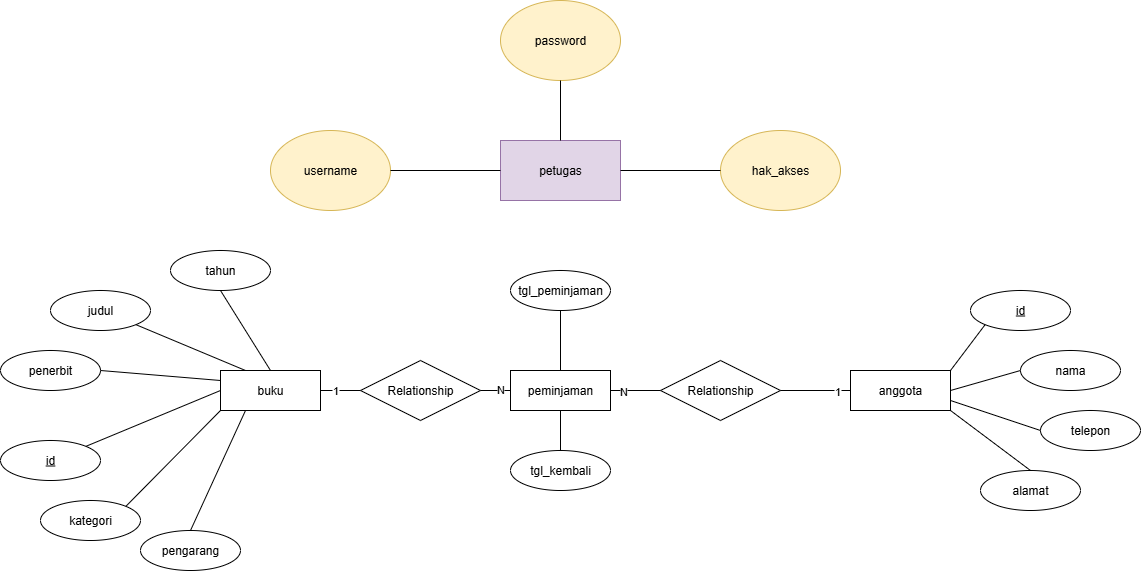 password
username
petugas
hak_akses
tahun
judul
tgl_peminjaman
id
penerbit
nama
buku
1
Relationship
N
peminjaman
N
Relationship
1
anggota
telepon
id
tgl_kembali
alamat
kategori
pengarang